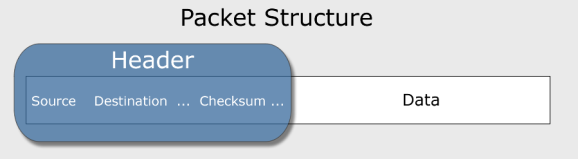 Packet Structure
Header
Source Destination ... Checksum ... Data